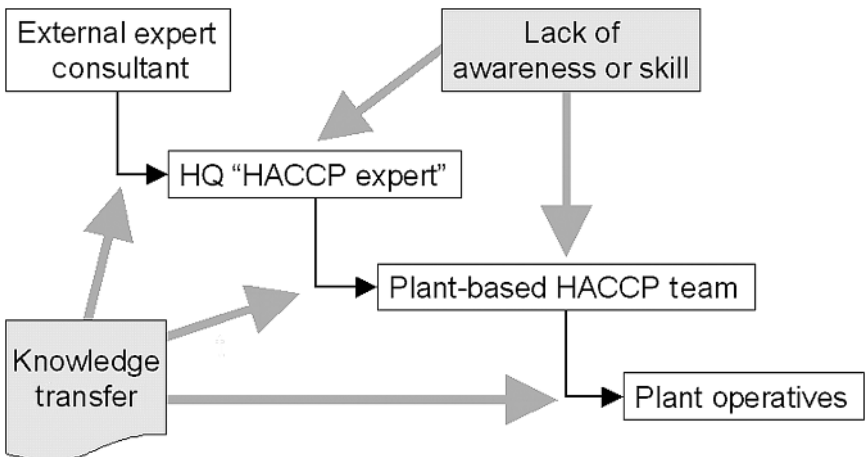 External expert
consultant
Lack of
awareness or skill
HQ “HACCP expert”
Plant-based HACCP team
Knowledge
transfer
Plant operatives